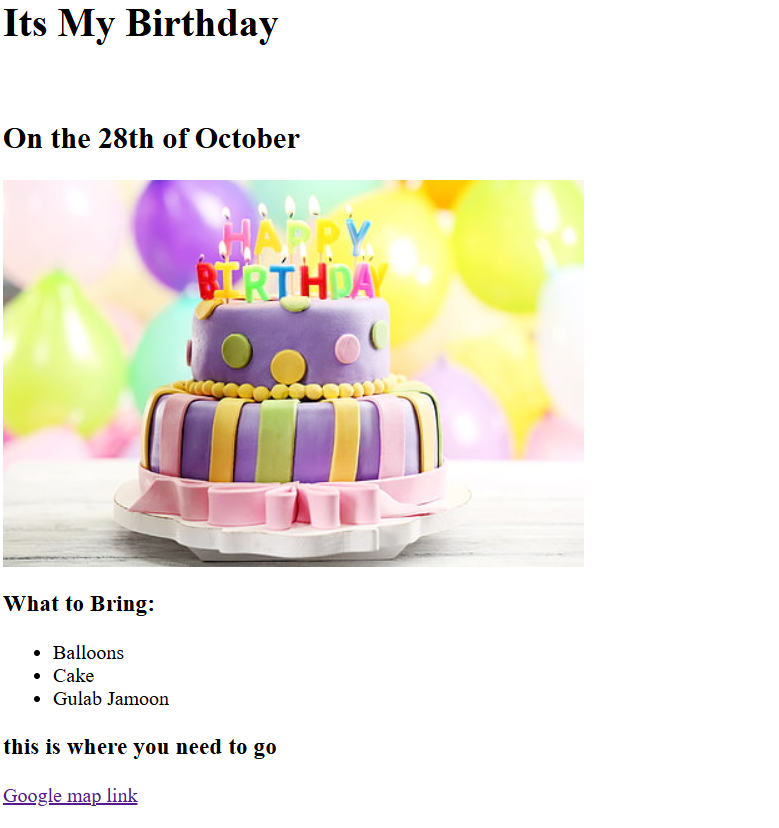 Its My Birthday
On the 28th of October
HAPPY
BIRTHDAY
What to Bring:
Balloons
Cake
Gulab Jamoon
this is where you need to go
Google map link